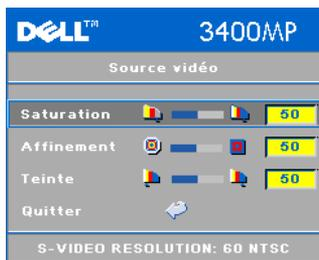 DELL™ 3400MP
Source vidéo
Saturation 50
Affinement 50
Teinte 50
Quitter
S-VIDEO RESOLUTION: 60 NTSC